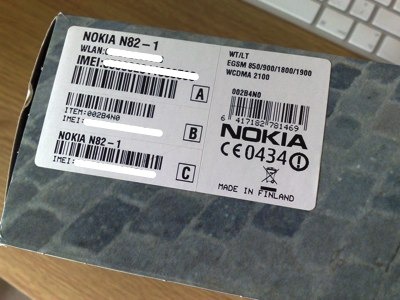 NOKIA N82-1
WLAN:
IMEI:
A
ITEM:002B4N0
IMEI:
B
NOKIA N82-1
IMEI:
C
WT/LT
EGSM 850/900/1800/1900
WCDMA 2100
002B4N0
6 417182 781469
NOKIA
CE0434
MADE IN FINLAND